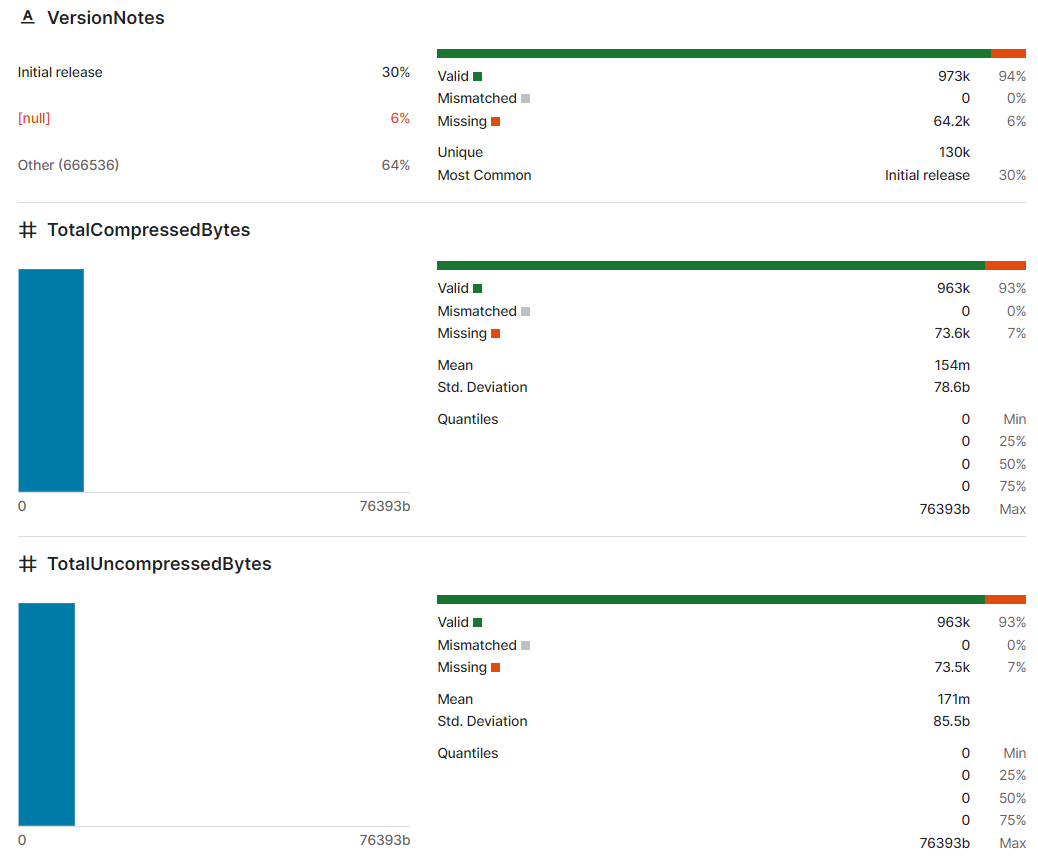 A VersionNotes
Initial release 30%
[null] 6%
Other (666536) 64%
Valid 973k 94%
Mismatched 0 0%
Missing 64.2k 6%
Unique 130k
Most Common Initial release 30%
# TotalCompressedBytes
0 76393b
Valid 963k 93%
Mismatched 0 0%
Missing 73.6k 7%
Mean 154m
Std. Deviation 78.6b
Quantiles 0 Min
0 25%
0 50%
0 75%
76393b Max
# TotalUncompressedBytes
0 76393b
Valid 963k 93%
Mismatched 0 0%
Missing 73.5k 7%
Mean 171m
Std. Deviation 85.5b
Quantiles 0 Min
0 25%
0 50%
0 75%
76393b Max